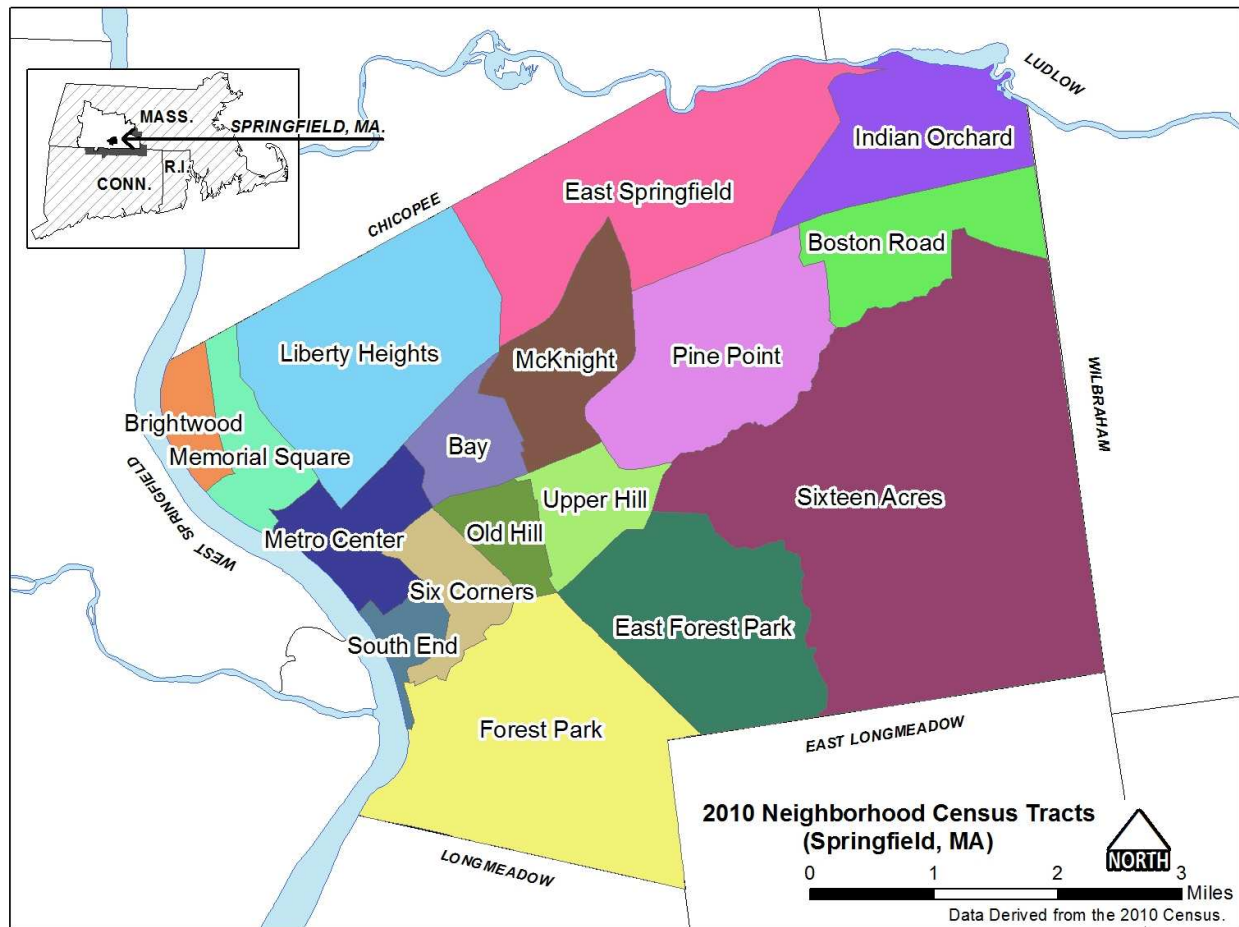 LUDLOW
MASS.
SPRINGFIELD, MA.
R.I.
CONN.
CHICOPEE
Indian Orchard
East Springfield
Boston Road
Liberty Heights
McKnight
Pine Point
WILBRAHAM
Brightwood
Memorial Square
Bay
WEST SPRINGFIELD
Upper Hill
Sixteen Acres
Metro Center
Old Hill
Six Corners
South End
East Forest Park
Forest Park
EAST LONGMEADOW
LONGMEADOW
2010 Neighborhood Census Tracts
(Springfield, MA)
NORTH
0 1 2 3
Miles
Data Derived from the 2010 Census.